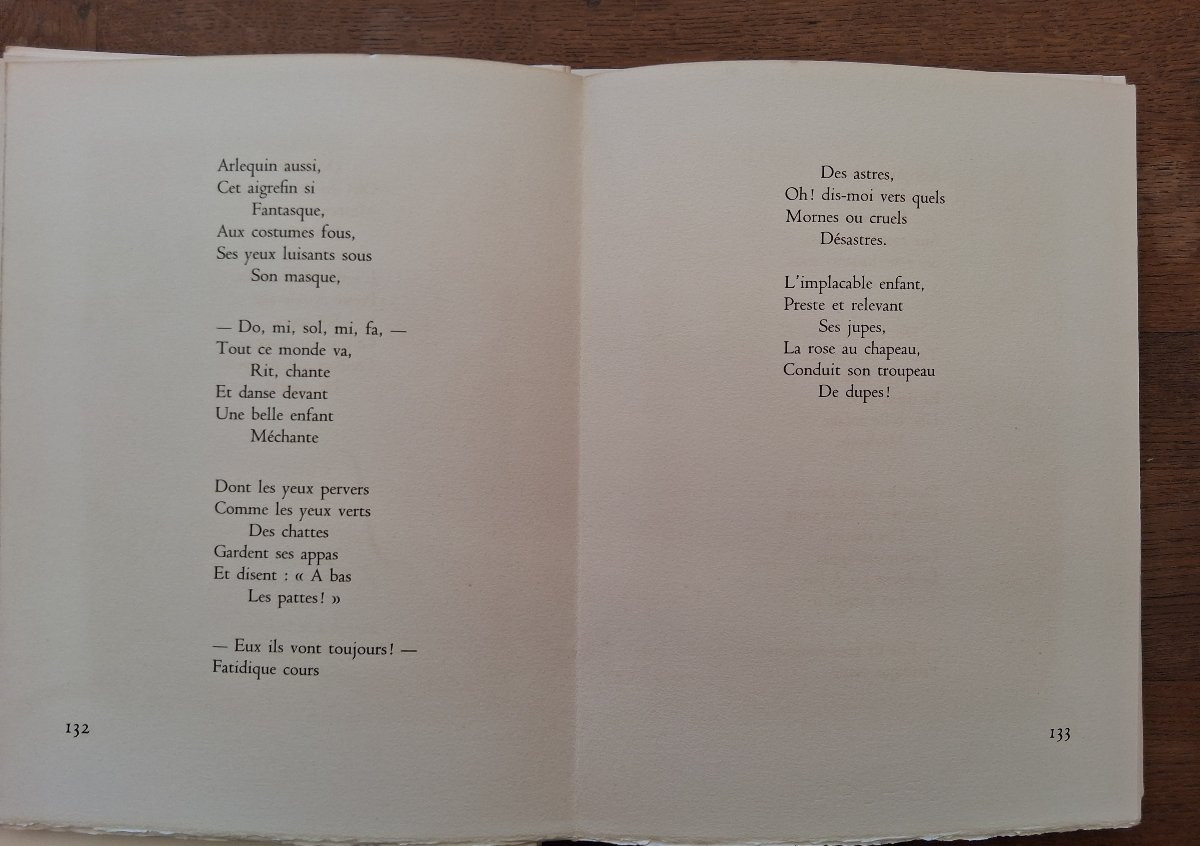 Arlequin aussi,
Cet aigrefin si
Fantasque,
Aux costumes fous,
Ses yeux luisants sous
Son masque,
— Do, mi, sol, mi, fa, —
Tout ce monde va,
Rit, chante
Et danse devant
Une belle enfant
Méchante
Dont les yeux pervers
Comme les yeux verts
Des chattes
Gardent ses appas
Et disent : « A bas
Les pattes! »
— Eux ils vont toujours! —
Fatidique cours
132
Des astres,
Oh! dis-moi vers quels
Mornes ou cruels
Désastres.
L'implacable enfant,
Preste et relevant
Ses jupes,
La rose au chapeau,
Conduit son troupeau
De dupes!
133